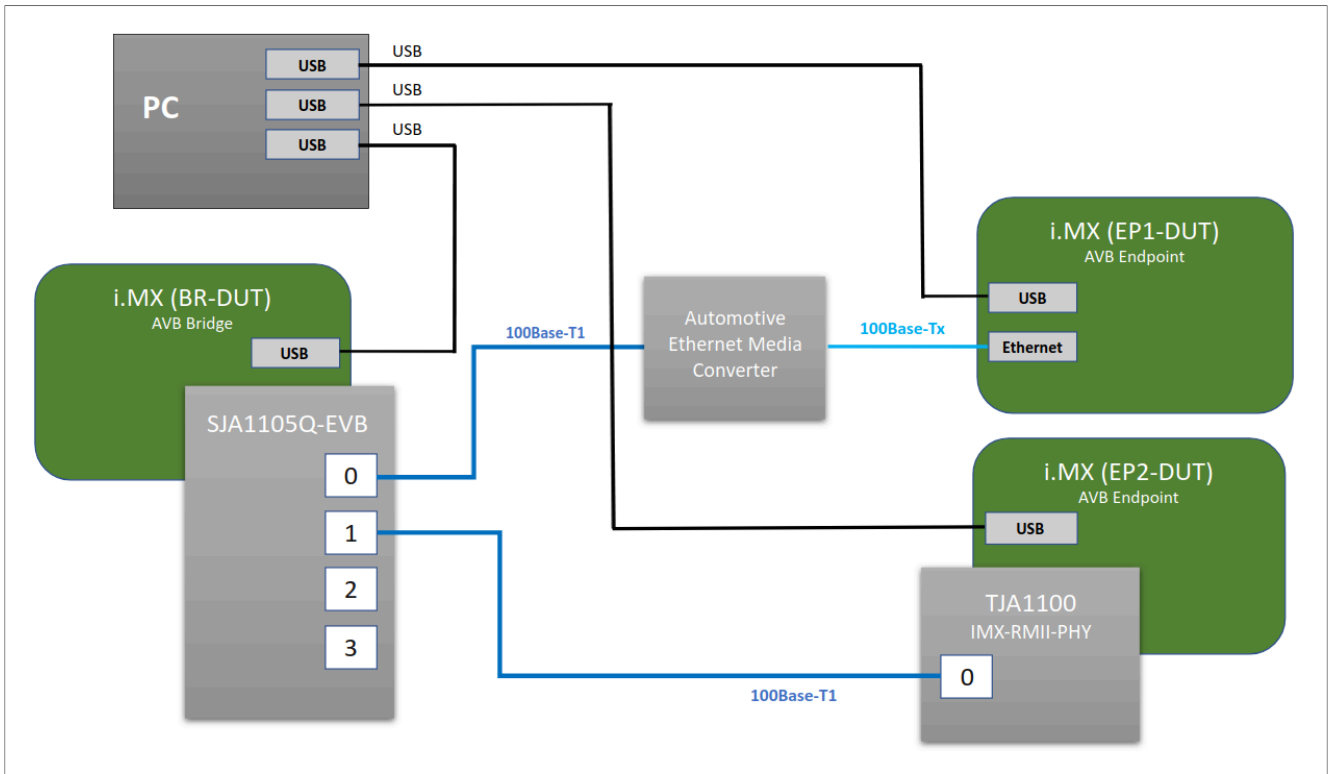 PC
USB
USB
USB
USB
USB
USB
i.MX (BR-DUT)
AVB Bridge
USB
SJA1105Q-EVB
0
1
2
3
100Base-T1
Automotive
Ethernet Media
Converter
100Base-Tx
i.MX (EP1-DUT)
AVB Endpoint
USB
Ethernet
i.MX (EP2-DUT)
AVB Endpoint
USB
TJA1100
IMX-RMII-PHY
0
100Base-T1